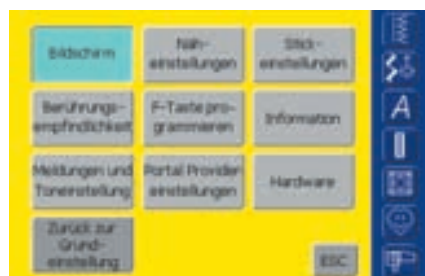 Bildschirm
Näh-
einstellungen
Stick-
einstellungen
Berührungs-
empfindlichkeit
F-Taste pro-
grammieren
Information
Meldungen und
Toneinstellung
Portal Provider
einstellungen
Hardware
Zurück zur
Grund-
einstellung
ESC
A